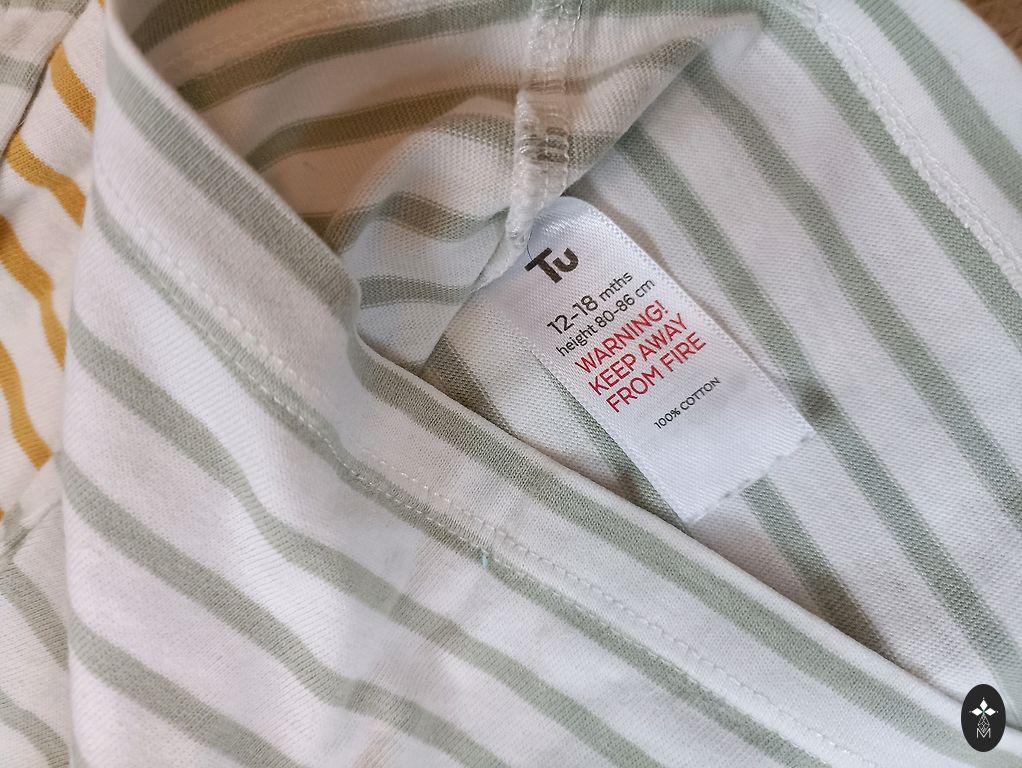 Tu
12-18 mths
height 80-86 cm
WARNING!
KEEP AWAY
FROM FIRE
100% COTTON
M